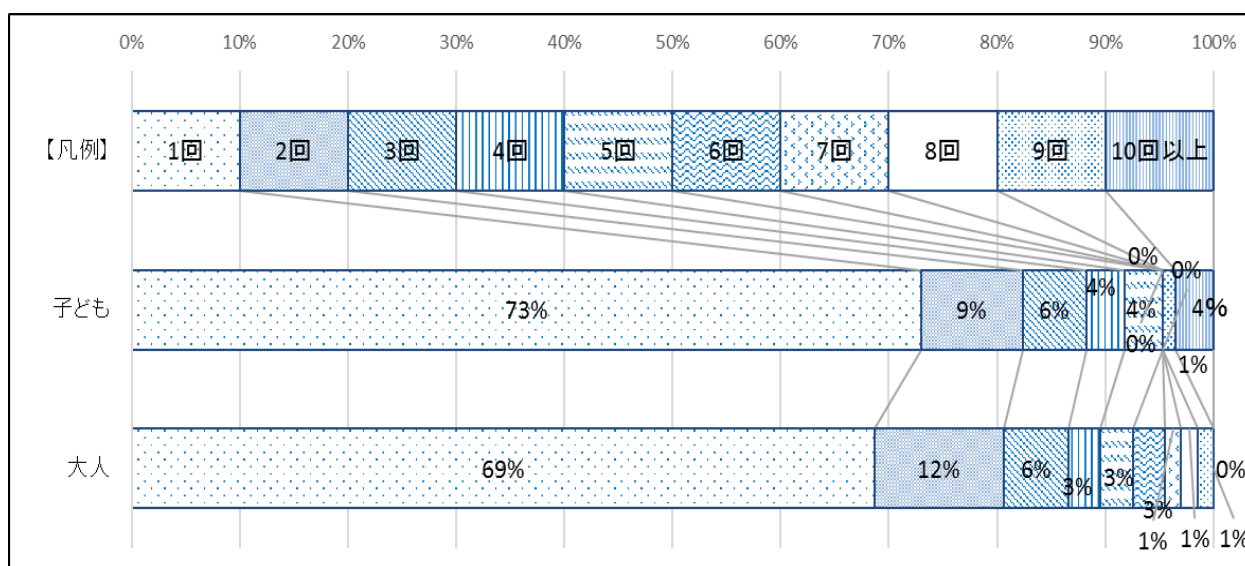 0% 10% 20% 30% 40% 50% 60% 70% 80% 90% 100%
【凡例】 1回 2回 3回 4回 5回 6回 7回 8回 9回 10回以上
子ども 73% 9% 6% 4% 4% 0% 0% 0% 1% 4%
大人 69% 12% 6% 3% 3% 3% 1% 1% 1% 0%